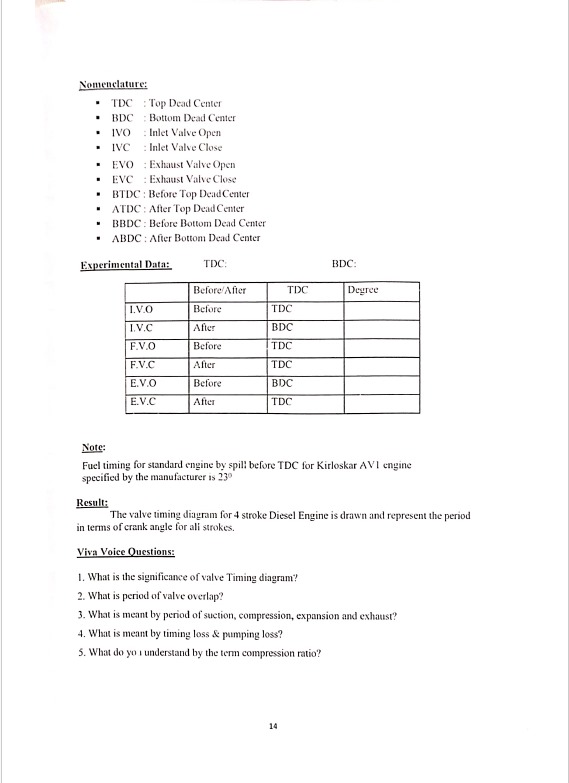 Nomenclature:
▪ TDC : Top Dead Center
▪ BDC : Bottom Dead Center
▪ IVO : Inlet Valve Open
▪ IVC : Inlet Valve Close
▪ EVO : Exhaust Valve Open
▪ EVC : Exhaust Valve Close
▪ BTDC : Before Top Dead Center
▪ ATDC : After Top Dead Center
▪ BBDC : Before Bottom Dead Center
▪ ABDC : After Bottom Dead Center
Experimental Data: TDC: BDC:
Before/After TDC Degree
I.V.O Before TDC
I.V.C After BDC
F.V.O Before TDC
F.V.C After TDC
E.V.O Before BDC
E.V.C After TDC
Note:
Fuel timing for standard engine by spill before TDC for Kirloskar AV1 engine
specified by the manufacturer is 23⁰
Result:
The valve timing diagram for 4 stroke Diesel Engine is drawn and represent the period
in terms of crank angle for all strokes.
Viva Voice Questions:
1. What is the significance of valve Timing diagram?
2. What is period of valve overlap?
3. What is meant by period of suction, compression, expansion and exhaust?
4. What is meant by timing loss & pumping loss?
5. What do you understand by the term compression ratio?
14